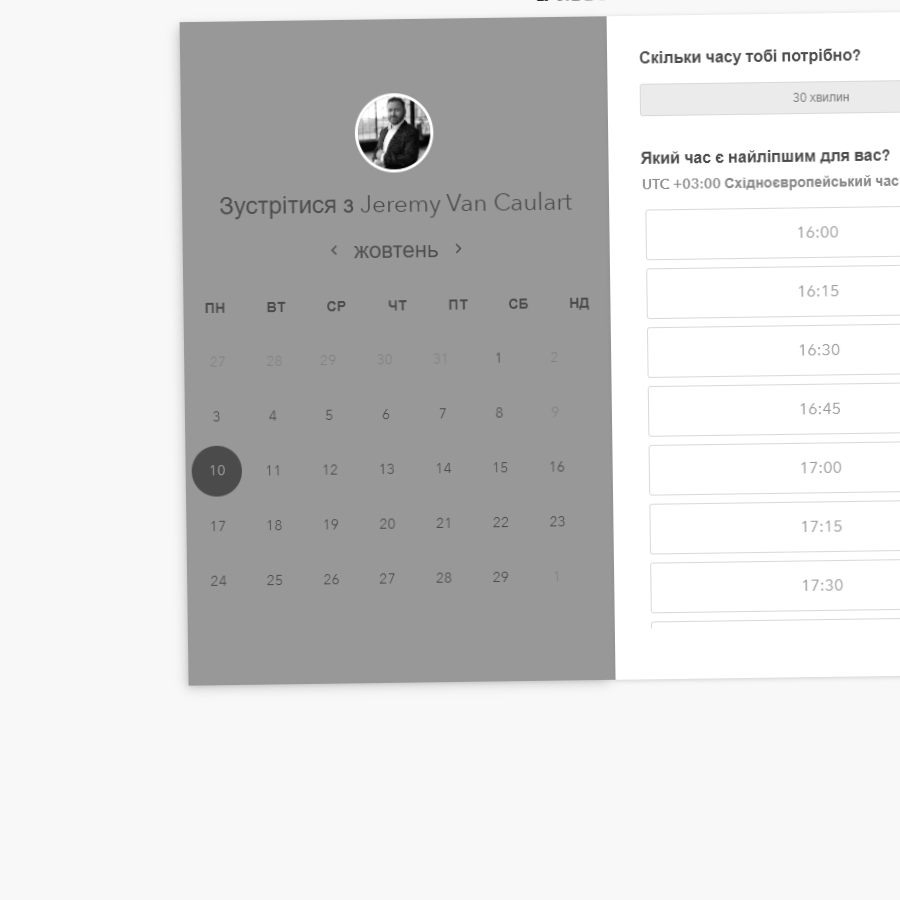 Зустрітися з Jeremy Van Caulart
жовтень
ПН ВТ СР ЧТ ПТ СБ НД
27 28 29 30 31 1 2
3 4 5 6 7 8 9
10 11 12 13 14 15 16
17 18 19 20 21 22 23
24 25 26 27 28 29 1
Скільки часу тобі потрібно?
30 хвилин
Який час є найліпшим для вас?
UTC +03:00 Східноєвропейський час
16:00
16:15
16:30
16:45
17:00
17:15
17:30